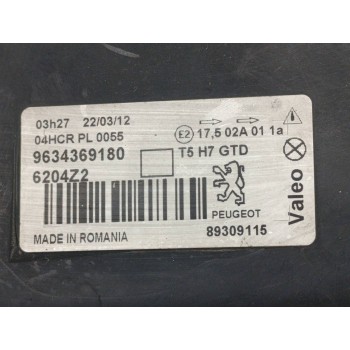 03h27 22/03/12
04HCR PL 0055
E2 17,5 02A 01 1a
9634369180
T5 H7 GTD
6204Z2
PEUGEOT
MADE IN ROMANIA
89309115
Valeo